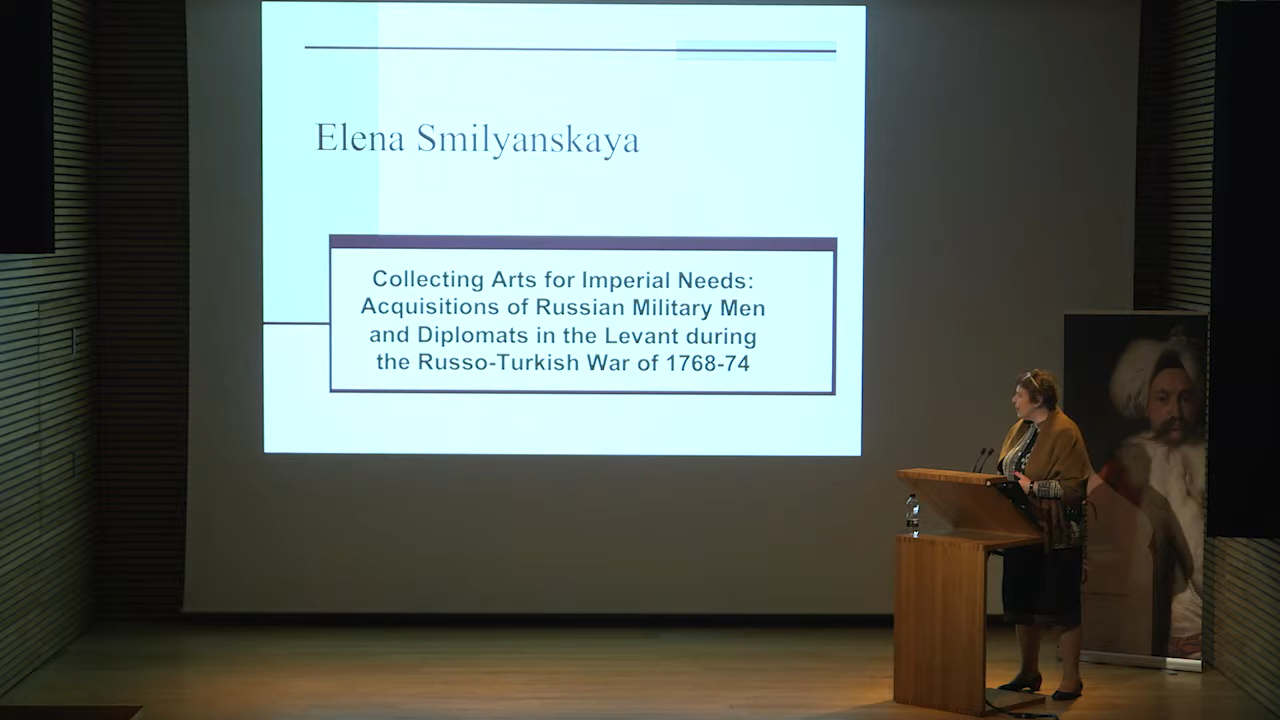 Elena Smilyanskaya
Collecting Arts for Imperial Needs:
Acquisitions of Russian Military Men
and Diplomats in the Levant during
the Russo-Turkish War of 1768-74